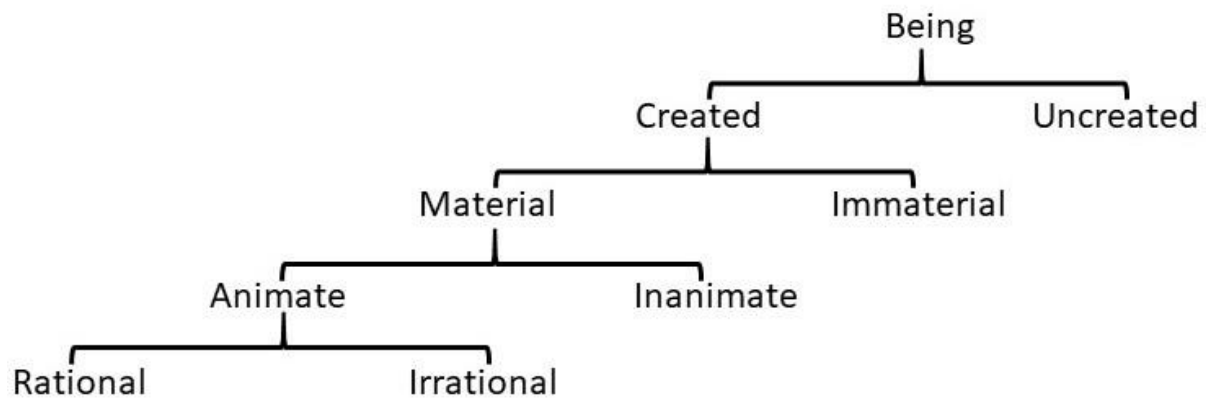 Being
Created Uncreated
Material Immaterial
Animate Inanimate
Rational Irrational